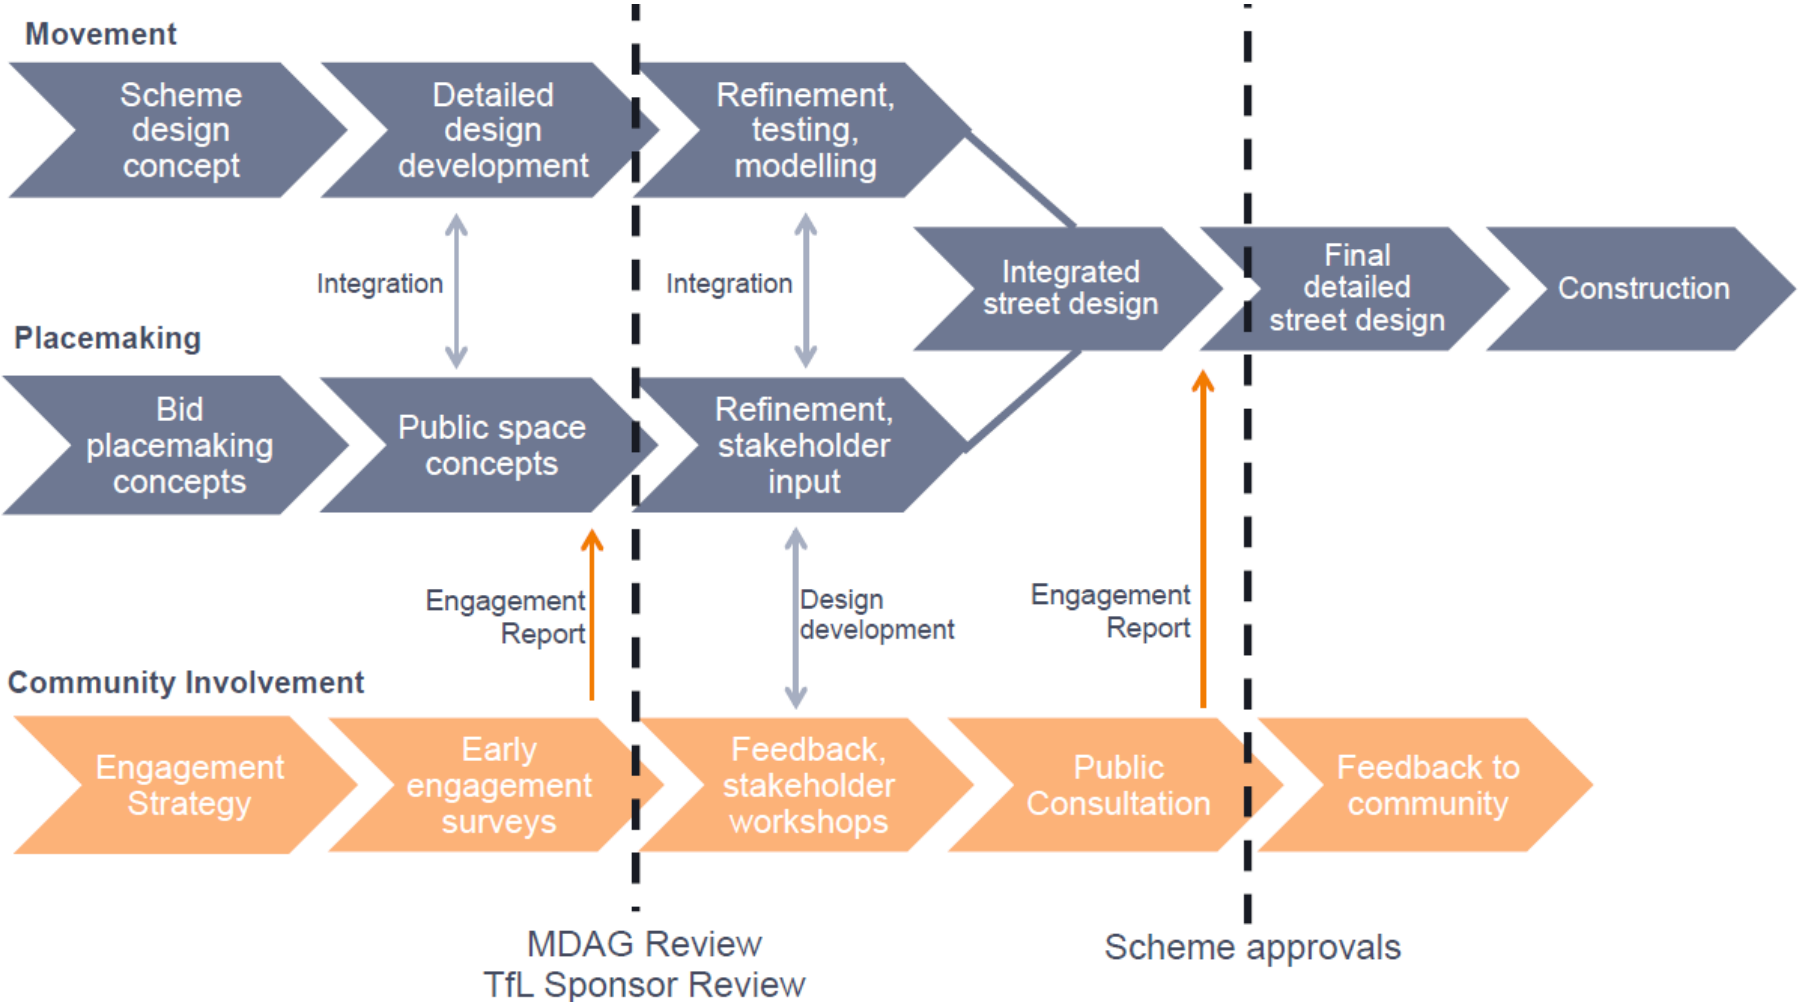 Movement
Scheme
design
concept
Detailed
design
development
Refinement,
testing,
modelling
Integration
Integration
Integrated
street design
Final
detailed
street design
Construction
Placemaking
Bid
placemaking
concepts
Public space
concepts
Refinement,
stakeholder
input
Engagement
Report
Design
development
Engagement
Report
Community Involvement
Engagement
Strategy
Early
engagement
surveys
Feedback,
stakeholder
workshops
Public
Consultation
Feedback to
community
MDAG Review
TfL Sponsor Review
Scheme approvals